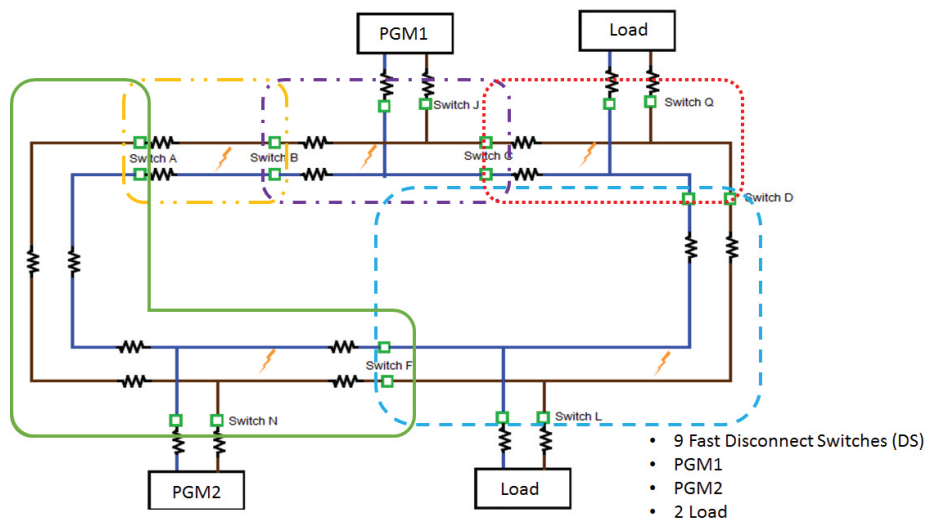 PGM1
Load
Switch J
Switch Q
Switch A
Switch B
Switch C
Switch D
Switch F
Switch N
Switch L
PGM2
Load
• 9 Fast Disconnect Switches (DS)
• PGM1
• PGM2
• 2 Load